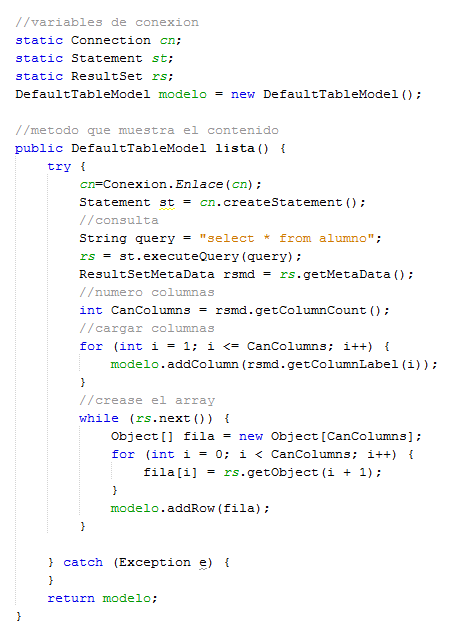 //variables de conexion
static Connection cn;
static Statement st;
static ResultSet rs;
DefaultTableModel modelo = new DefaultTableModel();
//metodo que muestra el contenido
public DefaultTableModel lista() {
try {
cn=Conexion.Enlace(cn);
Statement st = cn.createStatement();
//consulta
String query = "select * from alumno";
rs = st.executeQuery(query);
ResultSetMetaData rsmd = rs.getMetaData();
//numero columnas
int CanColumns = rsmd.getColumnCount();
//cargar columnas
for (int i = 1; i <= CanColumns; i++) {
modelo.addColumn(rsmd.getColumnLabel(i));
}
//crease el array
while (rs.next()) {
Object[] fila = new Object[CanColumns];
for (int i = 0; i < CanColumns; i++) {
fila[i] = rs.getObject(i + 1);
}
modelo.addRow(fila);
}
} catch (Exception e) {
}
return modelo;
}